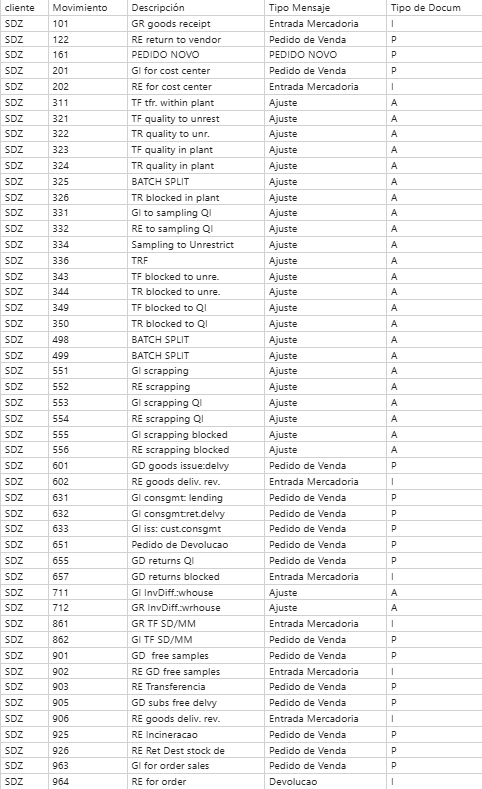 cliente Movimiento Descripción Tipo Mensaje Tipo de Docum
SDZ 101 GR goods receipt Entrada Mercadoria I
SDZ 122 RE return to vendor Pedido de Venda P
SDZ 161 PEDIDO NOVO PEDIDO NOVO P
SDZ 201 GI for cost center Pedido de Venda P
SDZ 202 RE for cost center Entrada Mercadoria I
SDZ 311 TF tfr. within plant Ajuste A
SDZ 321 TF quality to unrest Ajuste A
SDZ 322 TR quality to unr. Ajuste A
SDZ 323 TF quality in plant Ajuste A
SDZ 324 TR quality in plant Ajuste A
SDZ 325 BATCH SPLIT Ajuste A
SDZ 326 TR blocked in plant Ajuste A
SDZ 331 GI to sampling QI Ajuste A
SDZ 332 RE to sampling QI Ajuste A
SDZ 334 Sampling to Unrestrict Ajuste A
SDZ 336 TRF Ajuste A
SDZ 343 TF blocked to unre. Ajuste A
SDZ 344 TR blocked to unre. Ajuste A
SDZ 349 TF blocked to QI Ajuste A
SDZ 350 TR blocked to QI Ajuste A
SDZ 498 BATCH SPLIT Ajuste A
SDZ 499 BATCH SPLIT Ajuste A
SDZ 551 GI scrapping Ajuste A
SDZ 552 RE scrapping Ajuste A
SDZ 553 GI scrapping QI Ajuste A
SDZ 554 RE scrapping QI Ajuste A
SDZ 555 GI scrapping blocked Ajuste A
SDZ 556 RE scrapping blocked Ajuste A
SDZ 601 GD goods issue:delvy Pedido de Venda P
SDZ 602 RE goods deliv. rev. Entrada Mercadoria I
SDZ 631 GI consgmt: lending Pedido de Venda P
SDZ 632 GI consgmt:ret.delvy Pedido de Venda P
SDZ 633 GI iss: cust.consgmt Pedido de Venda P
SDZ 651 Pedido de Devolucao Pedido de Venda P
SDZ 655 GD returns QI Pedido de Venda P
SDZ 657 GD returns blocked Entrada Mercadoria I
SDZ 711 GI InvDiff.:whouse Ajuste A
SDZ 712 GR InvDiff.:wrhouse Ajuste A
SDZ 861 GR TF SD/MM Entrada Mercadoria I
SDZ 862 GI TF SD/MM Pedido de Venda P
SDZ 901 GD  free samples Pedido de Venda P
SDZ 902 RE GD free samples Entrada Mercadoria I
SDZ 903 RE Transferencia Pedido de Venda P
SDZ 905 GD subs free delvy Pedido de Venda P
SDZ 906 RE goods deliv. rev. Entrada Mercadoria I
SDZ 925 RE Incineracao Pedido de Venda P
SDZ 926 RE Ret Dest stock de Pedido de Venda P
SDZ 963 GI for order sales Pedido de Venda P
SDZ 964 RE for order Devolucao I